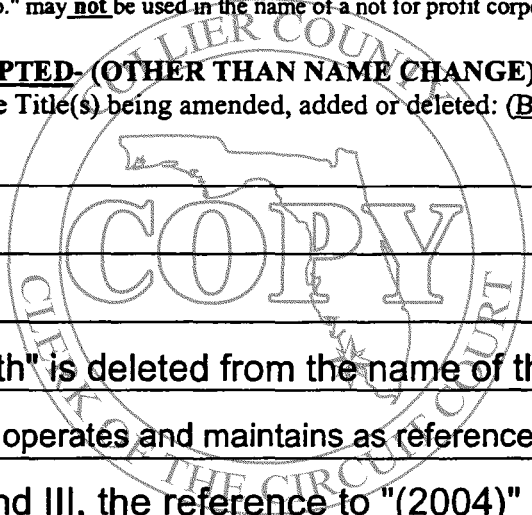 ." may not be used in the name of a not for profit corp
PTED- (OTHER THAN NAME CHANGE)
e Title(s) being amended, added or deleted: (B
COLLIER COUNTY
COPY
CLERK OF THE CIRCUIT COURT
th" is deleted from the name of th
operates and maintains as reference
nd III, the reference to "(2004)"